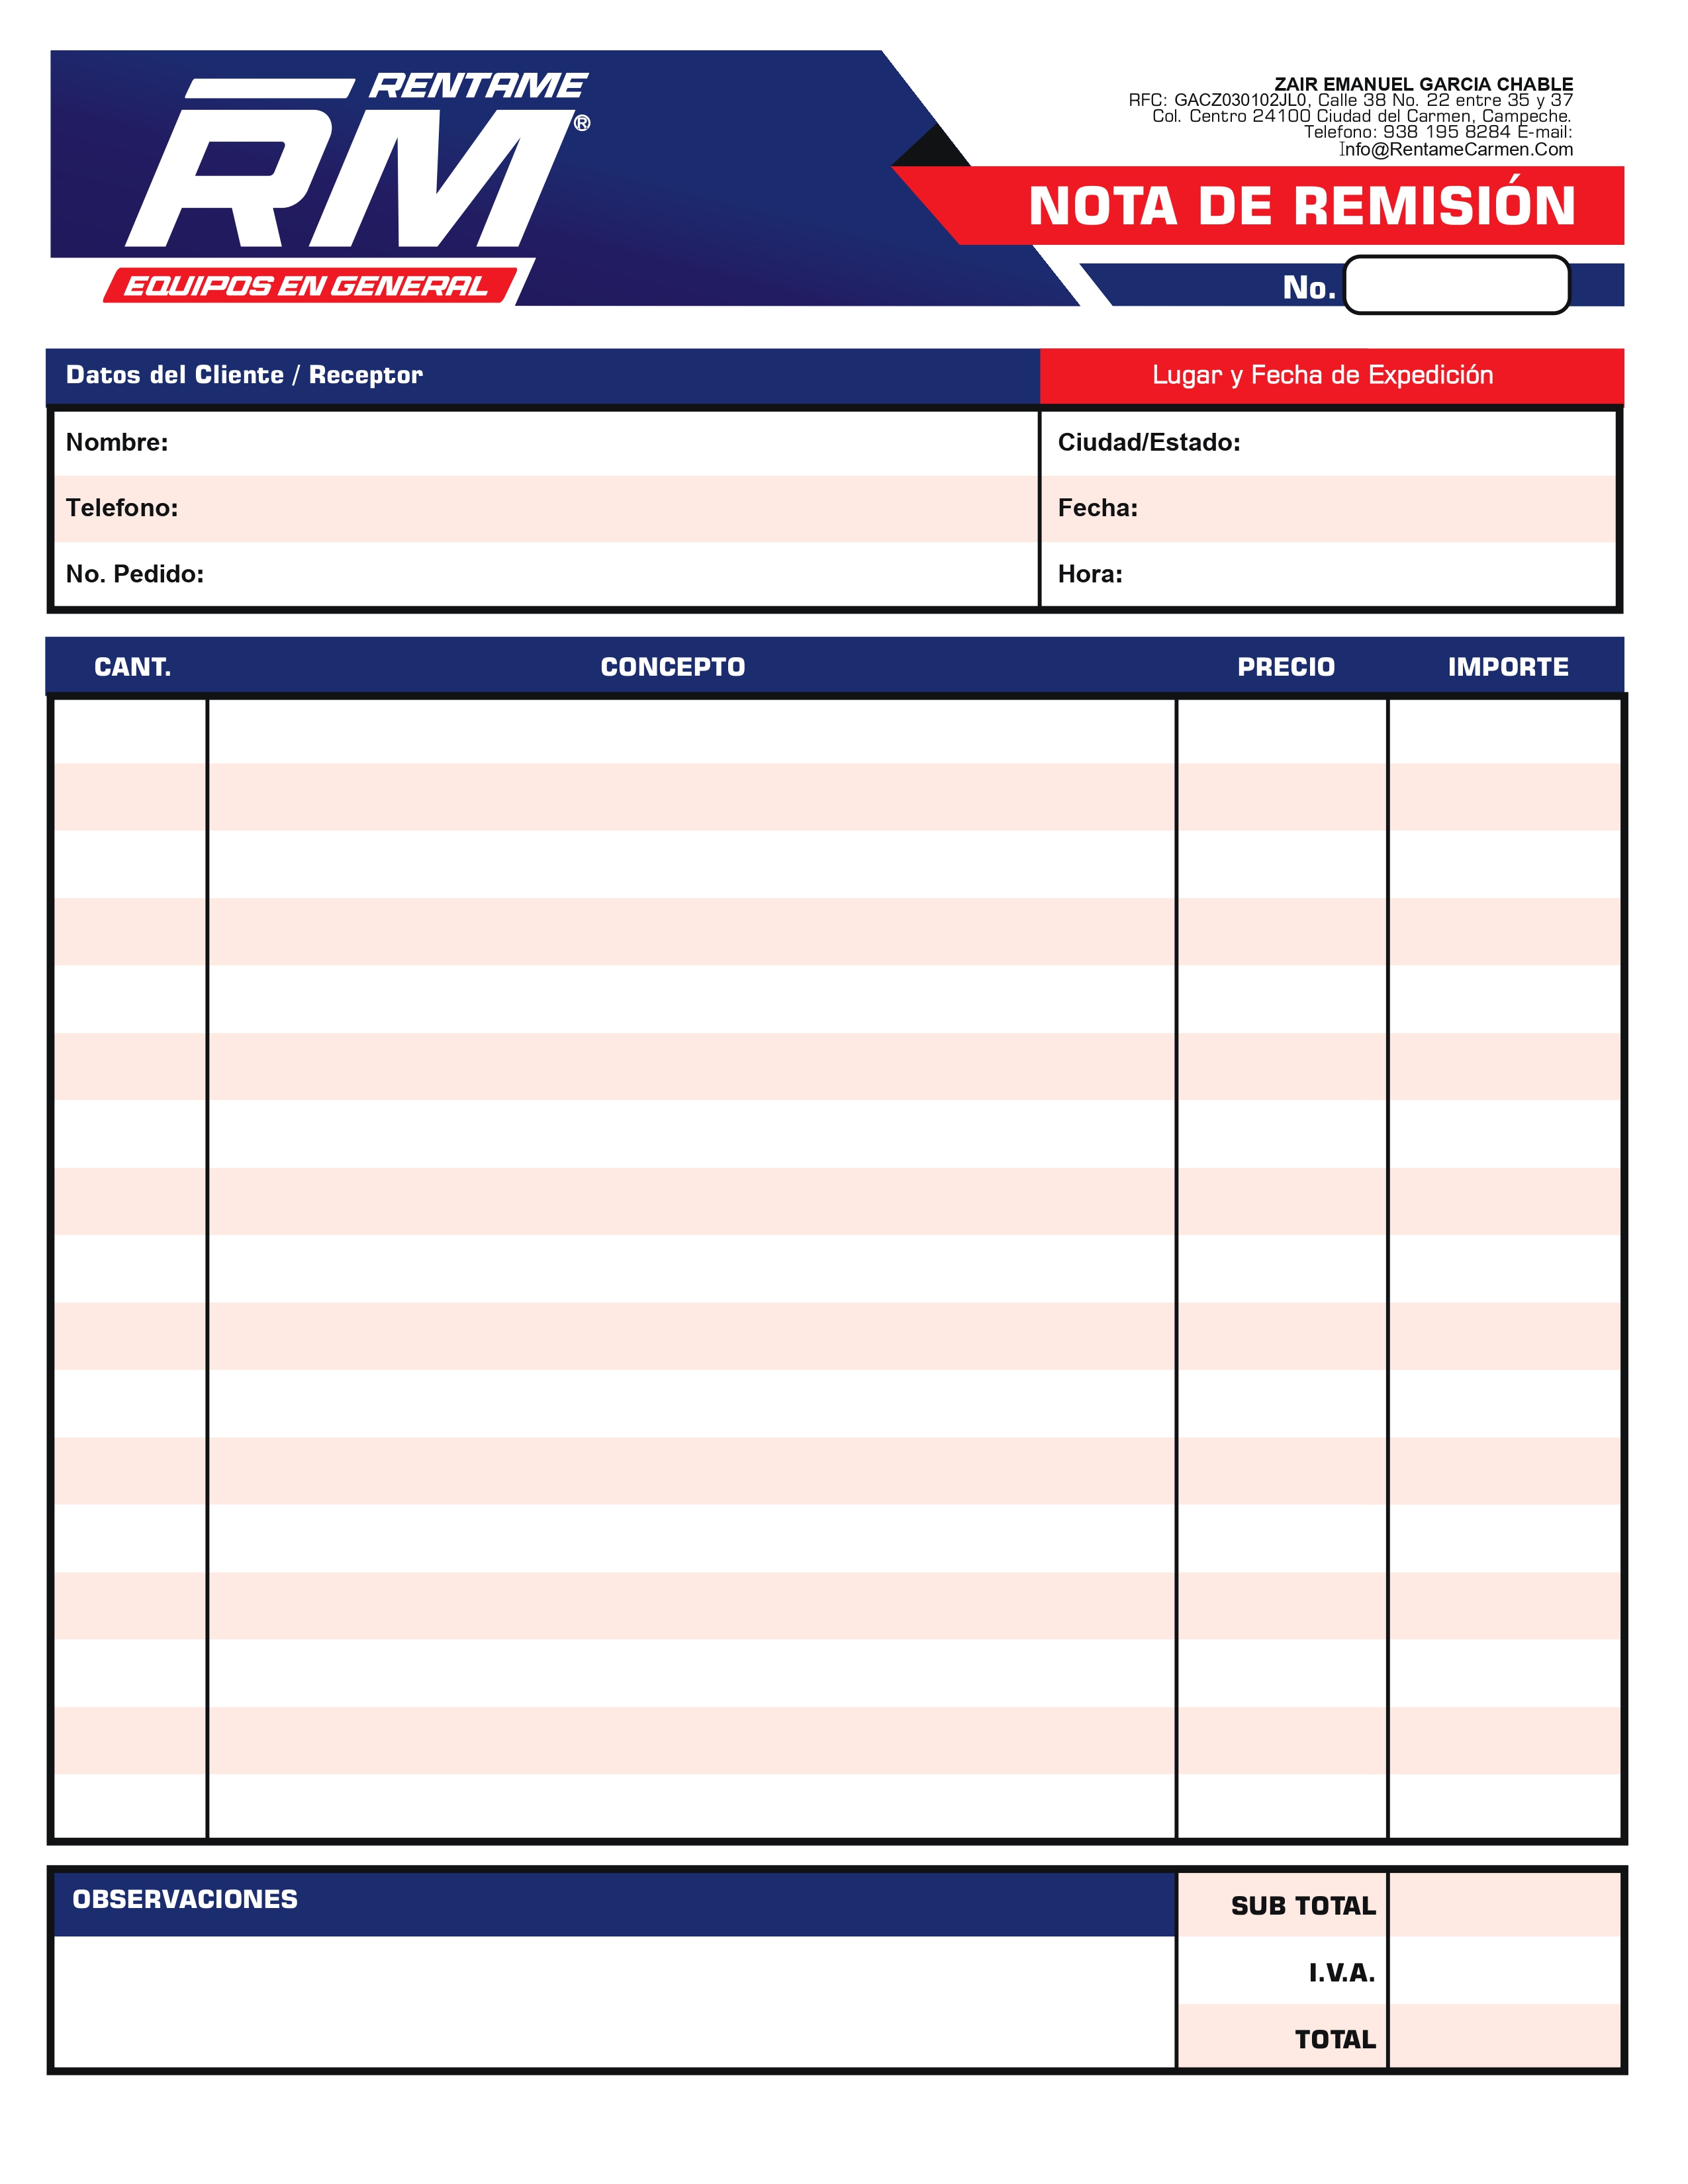 RENTAME
RM®
EQUIPOS EN GENERAL
ZAIR EMANUEL GARCIA CHABLE
RFC: GACZ030102JL0, Calle 38 No. 22 entre 35 y 37
Col. Centro 24100 Ciudad del Carmen, Campeche.
Telefono: 938 195 8284 E-mail:
Info@RentameCarmen.Com
NOTA DE REMISIÓN
No.
Datos del Cliente / Receptor
Lugar y Fecha de Expedición
Nombre:
Ciudad/Estado:
Telefono:
Fecha:
No. Pedido:
Hora:
CANT. CONCEPTO PRECIO IMPORTE
OBSERVACIONES
SUB TOTAL
I.V.A.
TOTAL